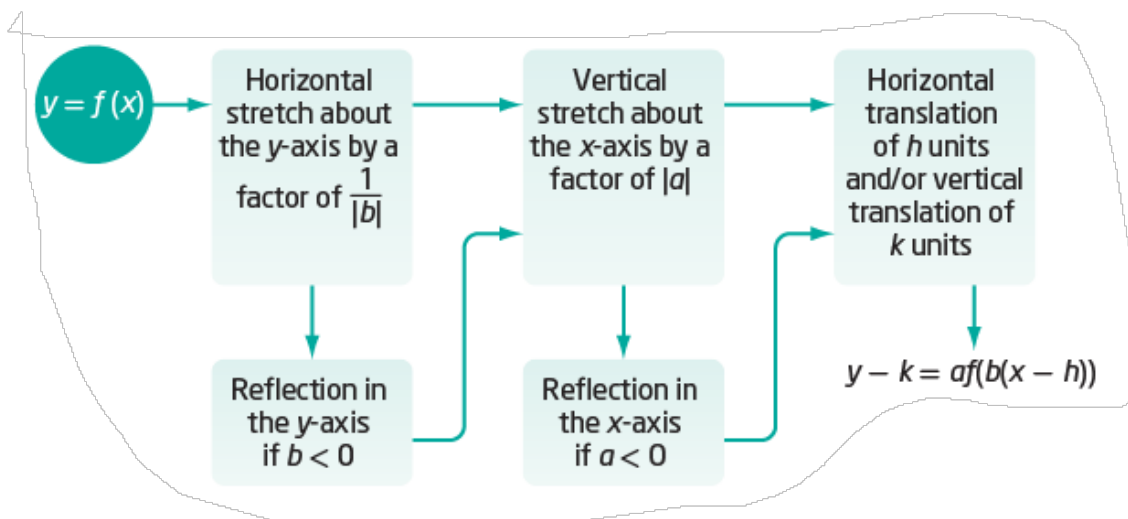 y = f(x)
Horizontal
stretch about
the y-axis by a
factor of 1/|b|
Vertical
stretch about
the x-axis by a
factor of |a|
Horizontal
translation
of h units
and/or vertical
translation of
k units
Reflection in
the y-axis
if b < 0
Reflection in
the x-axis
if a < 0
y – k = af(b(x – h))